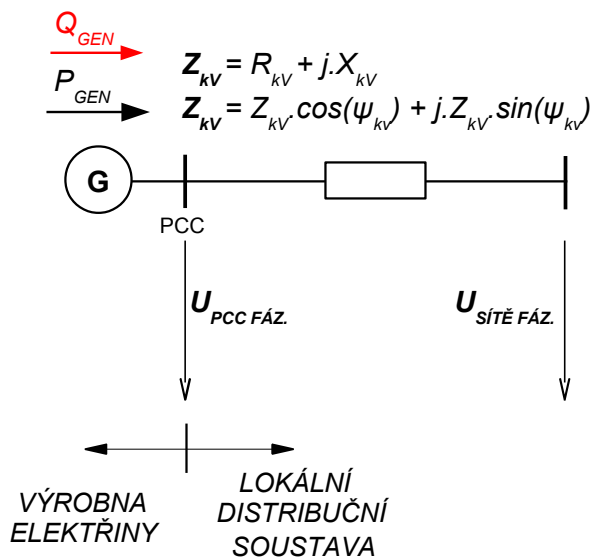 Q_GEN
Z_kV = R_kV + j.X_kV
P_GEN
Z_kV = Z_kV.cos(ψ_kv) + j.Z_kV.sin(ψ_kv)
G
PCC
U_PCC FÁZ.
U_SÍTĚ FÁZ.
VÝROBNA
ELEKTŘINY
LOKÁLNÍ
DISTRIBUČNÍ
SOUSTAVA